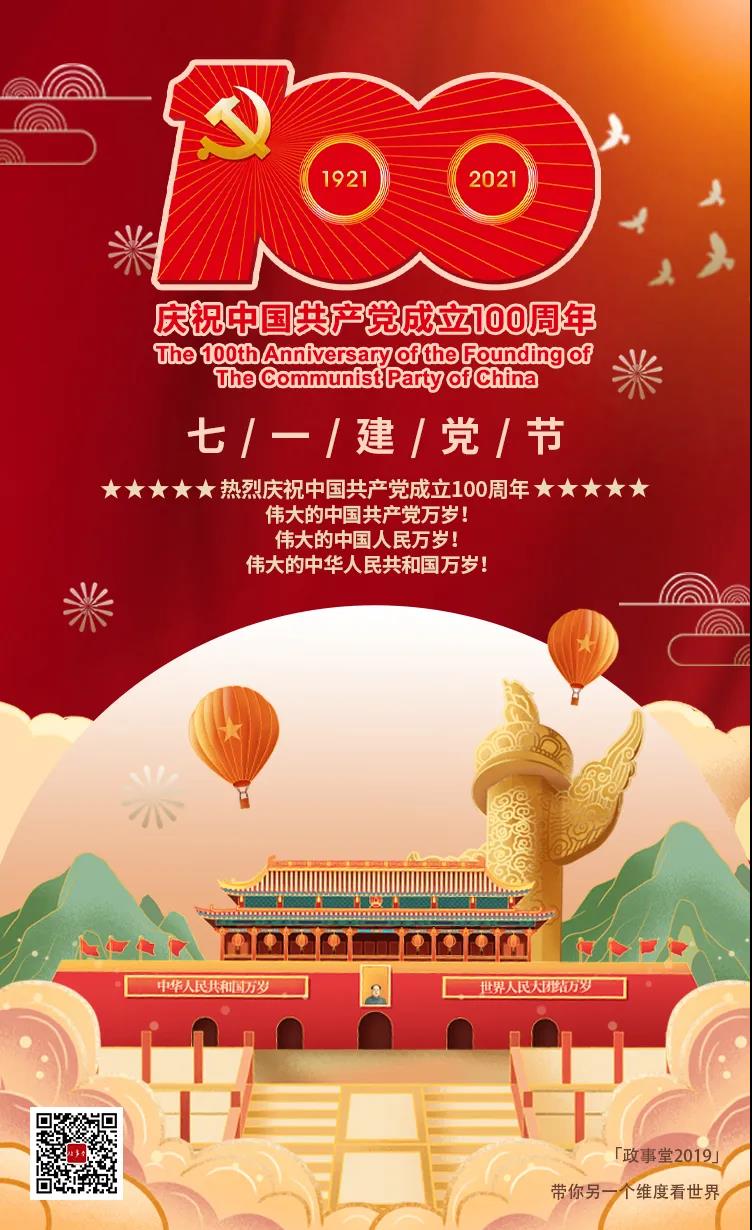 100
1921
2021
庆祝中国共产党成立100周年
The 100th Anniversary of the Founding of
The Communist Party of China
七/一/建/党/节
★★★★★热烈庆祝中国共产党成立100周年★★★★★
伟大的中国共产党万岁！
伟大的中国人民万岁！
伟大的中华人民共和国万岁！
中华人民共和国万岁
世界人民大团结万岁
「政事堂2019」
带你另一个维度看世界